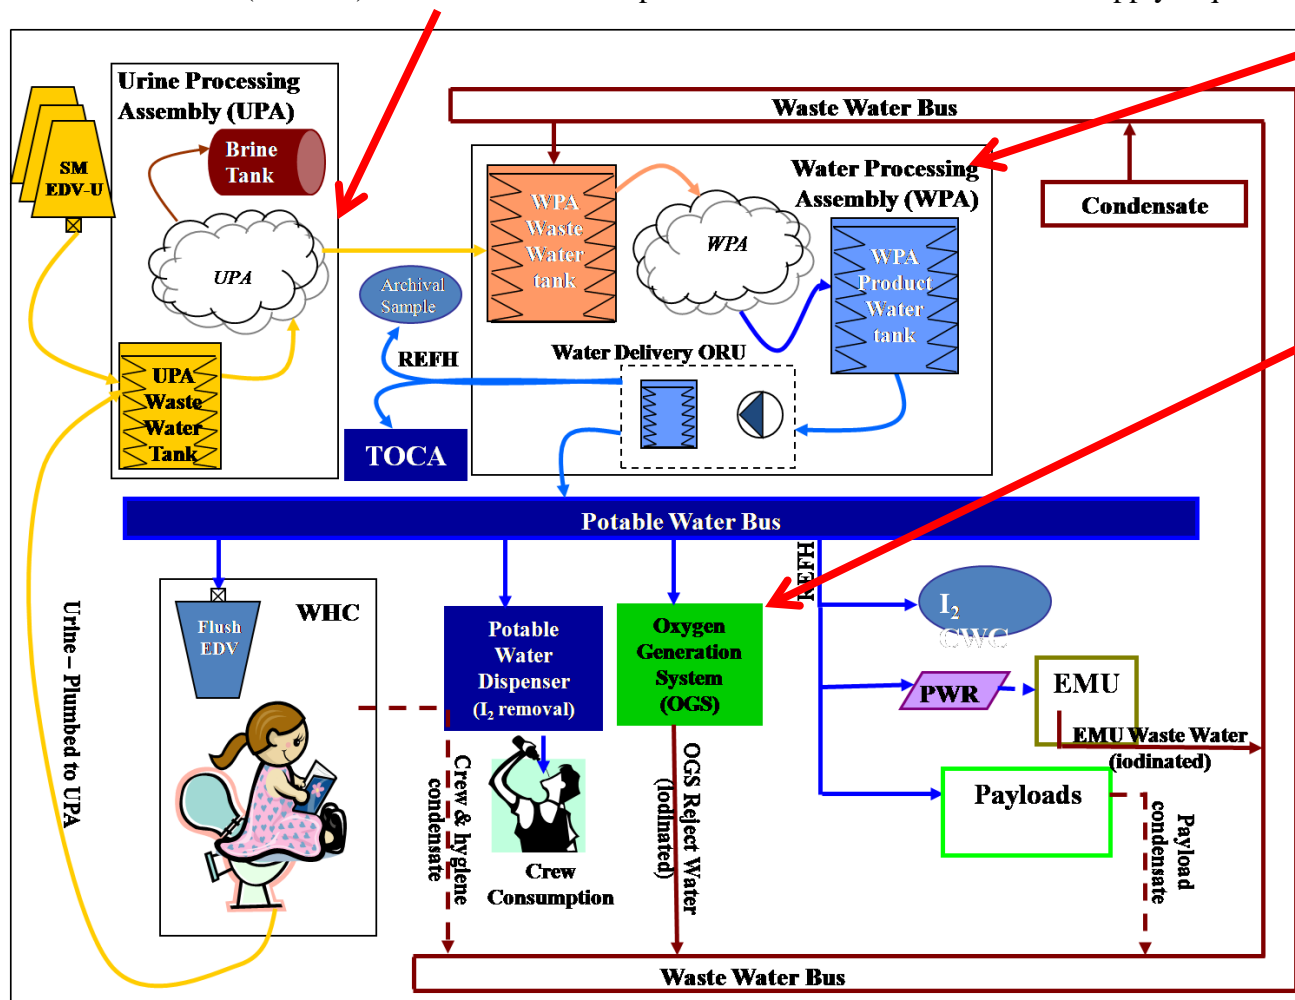 Urine Processing
Assembly (UPA)
Waste Water Bus
SM
EDV-U
Brine
Tank
UPA
UPA
Waste
Water
Tank
Water Processing
Assembly (WPA)
WPA
Waste
Water
tank
WPA
WPA
Product
Water
tank
Condensate
Archival
Sample
REFH
Water Delivery ORU
TOCA
Potable Water Bus
Urine – Plumbed to UPA
WHC
Flush
EDV
Crew & hygiene
condensate
Potable
Water
Dispenser
(I₂ removal)
Crew
Consumption
Oxygen
Generation
System
(OGS)
OGS Reject Water
(Iodinated)
REFH
I₂
CWC
PWR
EMU
EMU Waste Water
(iodinated)
Payloads
Payload
condensate
Waste Water Bus